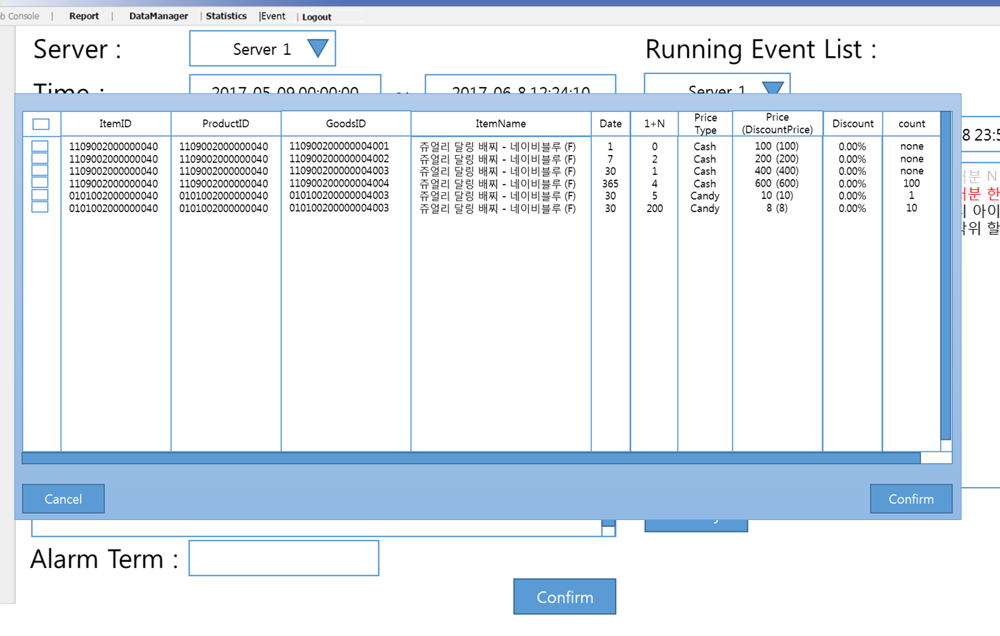 b Console | Report | DataManager | Statistics |Event | Logout
Server : Server 1 Running Event List :
Time : 2017-05-09 00:00:00 ~ 2017-06-8 12:24:10 Server 1
ItemID ProductID GoodsID ItemName Date 1+N Price Type Price (DiscountPrice) Discount count
1109002000000040 1109002000000040 11090020000004001 쥬얼리 달링 배찌 - 네이비블루 (F) 1 0 Cash 100 (100) 0.00% none
1109002000000040 1109002000000040 11090020000004002 쥬얼리 달링 배찌 - 네이비블루 (F) 7 2 Cash 200 (200) 0.00% none
1109002000000040 1109002000000040 11090020000004003 쥬얼리 달링 배찌 - 네이비블루 (F) 30 1 Cash 400 (400) 0.00% none
1109002000000040 1109002000000040 11090020000004004 쥬얼리 달링 배찌 - 네이비블루 (F) 365 4 Cash 600 (600) 0.00% 100
0101002000000040 0101002000000040 01010020000004003 쥬얼리 달링 배찌 - 네이비블루 (F) 30 5 Candy 10 (10) 0.00% 1
0101002000000040 0101002000000040 01010020000004003 쥬얼리 달링 배찌 - 네이비블루 (F) 30 200 Candy 8 (8) 0.00% 10
8 23:5
분 N
분 한
아이
위 할
Cancel Confirm
Alarm Term :
Confirm